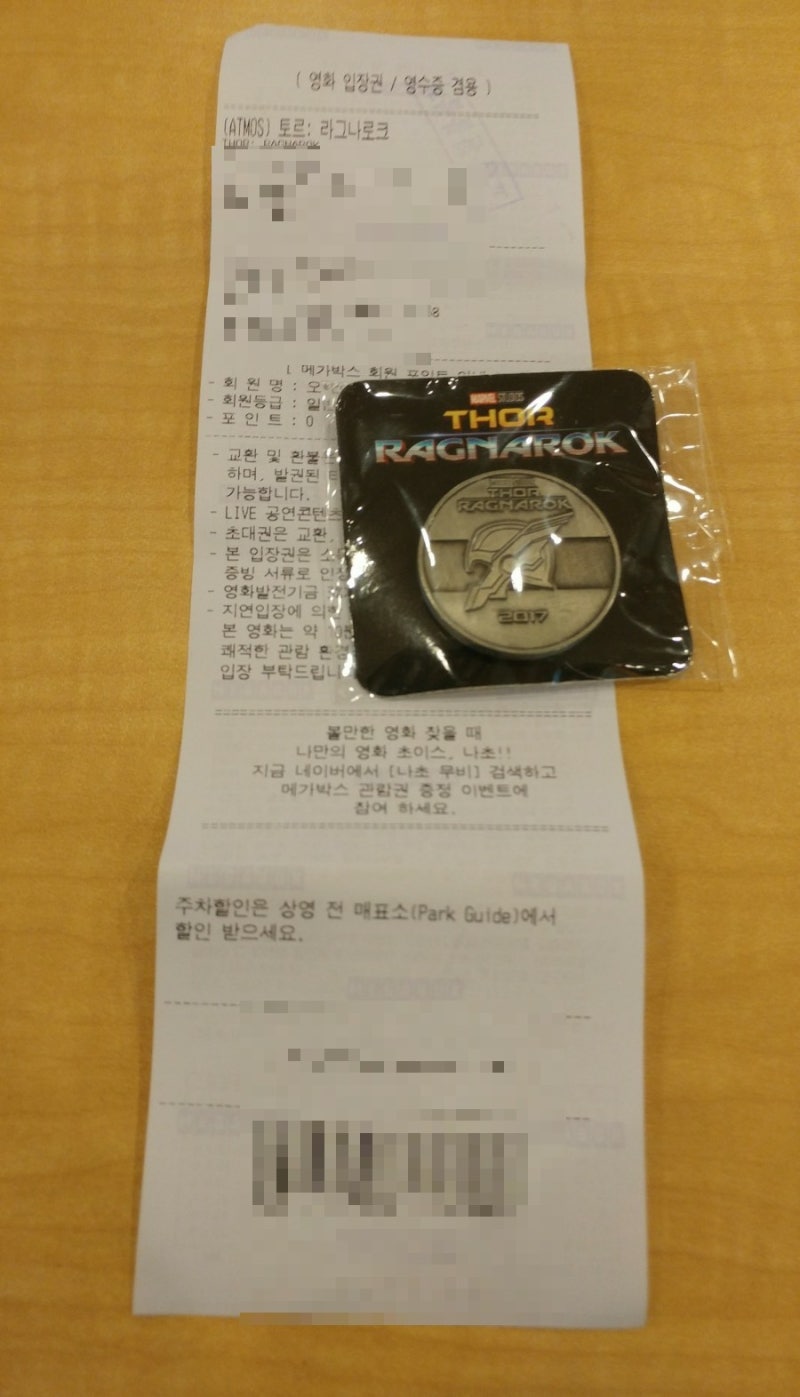 ( 영화 입장권 / 영수증 겸용 )
(ATMOS) 토르: 라그나로크
THOR: RAGNAROK
( 메가박스 회원 포인트
- 회 원 명 : 오
- 회원등급 : 일반
- 포 인 트 : 0
- 교환 및 환불은
하며, 발권된
가능합니다.
- LIVE 공연콘텐츠
- 초대권은 교환,
- 본 입장권은
증빙 서류로
- 영화발전기금
- 지연입장에 의한
본 영화는 약
쾌적한 관람 환경
입장 부탁드립니
MARVEL STUDIOS
THOR
RAGNAROK
THOR
RAGNAROK
2017
볼만한 영화 찾을 때
나만의 영화 초이스, 나초!!
지금 네이버에서 [나초 무비] 검색하고
메가박스 관람권 증정 이벤트에
참여 하세요.
주차할인은 상영 전 매표소(Park Guide)에서
할인 받으세요.